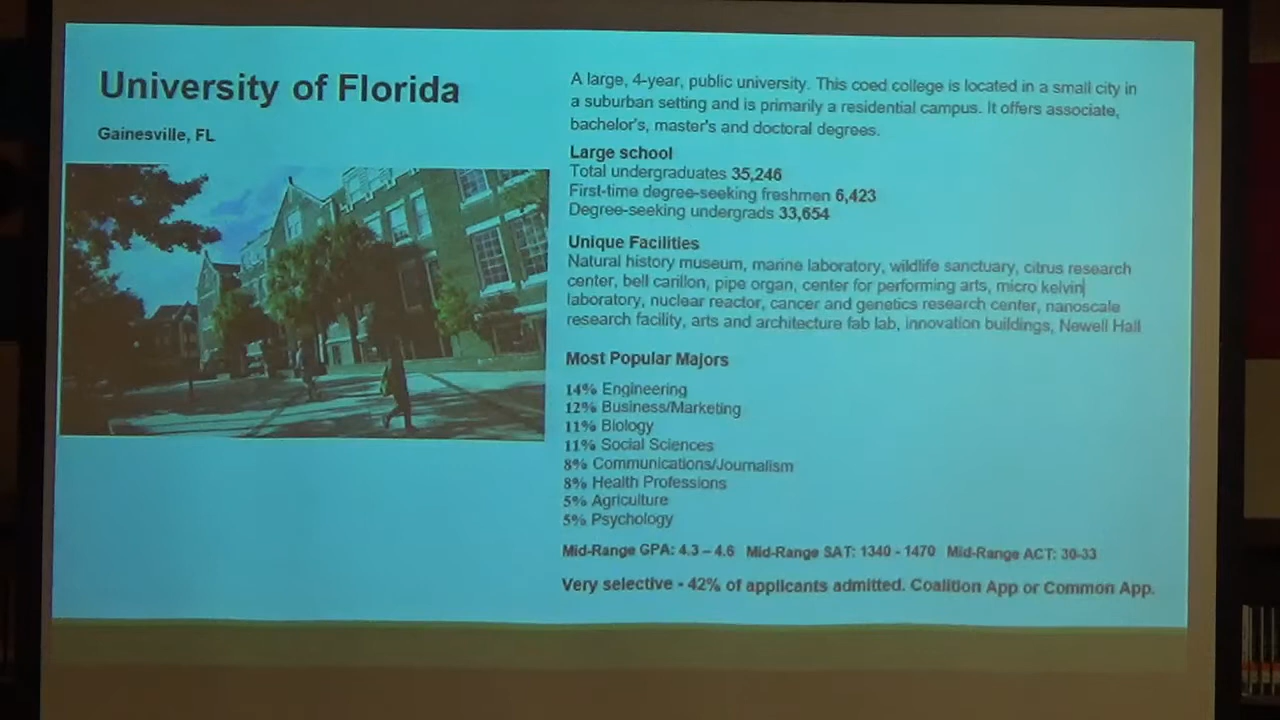 University of Florida
Gainesville, FL
A large, 4-year, public university. This coed college is located in a small city in
a suburban setting and is primarily a residential campus. It offers associate,
bachelor's, master's and doctoral degrees.
Large school
Total undergraduates 35,246
First-time degree-seeking freshmen 6,423
Degree-seeking undergrads 33,654
Unique Facilities
Natural history museum, marine laboratory, wildlife sanctuary, citrus research
center, bell carillon, pipe organ, center for performing arts, micro kelvin
laboratory, nuclear reactor, cancer and genetics research center, nanoscale
research facility, arts and architecture fab lab, innovation buildings, Newell Hall
Most Popular Majors
14% Engineering
12% Business/Marketing
11% Biology
11% Social Sciences
8% Communications/Journalism
8% Health Professions
5% Agriculture
5% Psychology
Mid-Range GPA: 4.3 – 4.6 Mid-Range SAT: 1340 - 1470 Mid-Range ACT: 30-33
Very selective - 42% of applicants admitted. Coalition App or Common App.